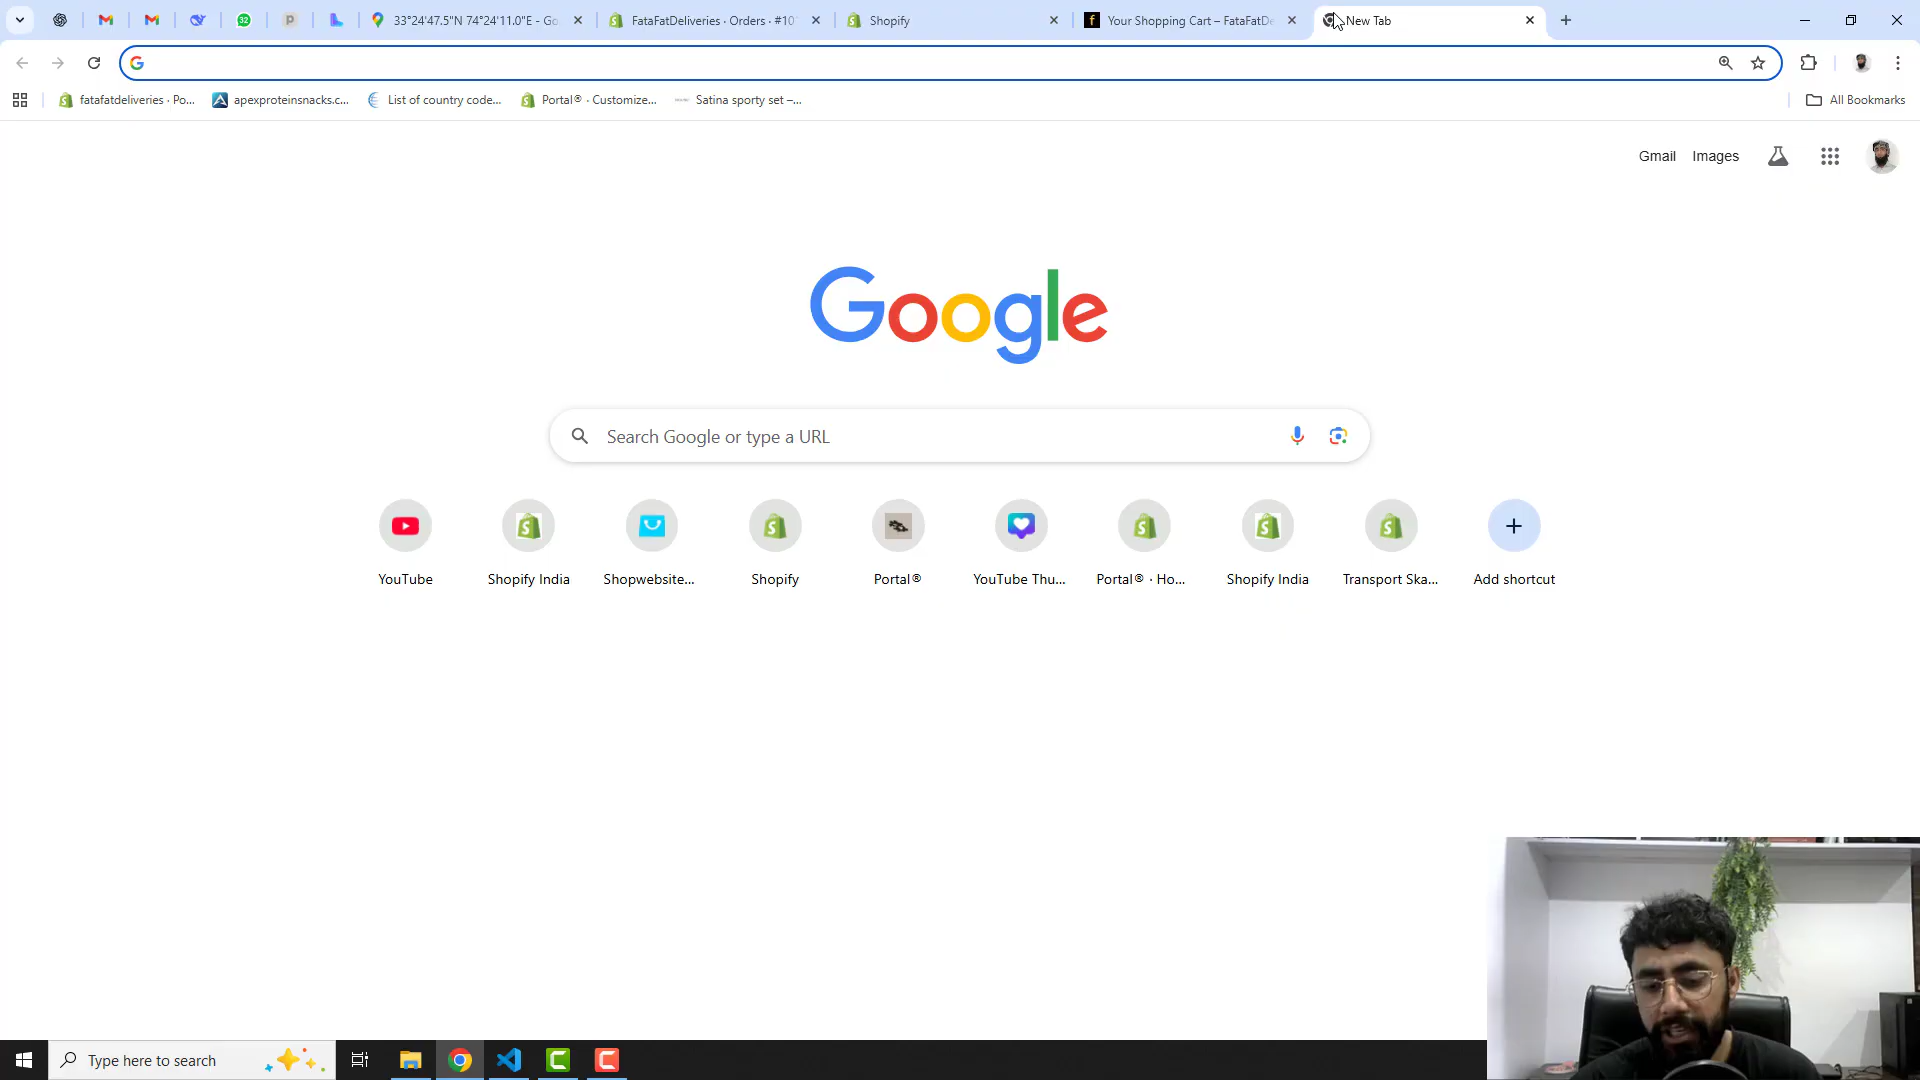 32
33°24'47.5"N 74°24'11.0"E - Go
FataFatDeliveries · Orders · #10
Shopify
Your Shopping Cart – FataFatDe
New Tab
fatafatdeliveries · Po...
apexproteinsnacks.c...
List of country code...
Portal® · Customize...
Satina sporty set –...
All Bookmarks
Gmail
Images
Google
Search Google or type a URL
YouTube
Shopify India
Shopwebsite...
Shopify
Portal®
YouTube Thu...
Portal® · Ho...
Shopify India
Transport Ska...
Add shortcut
Type here to search